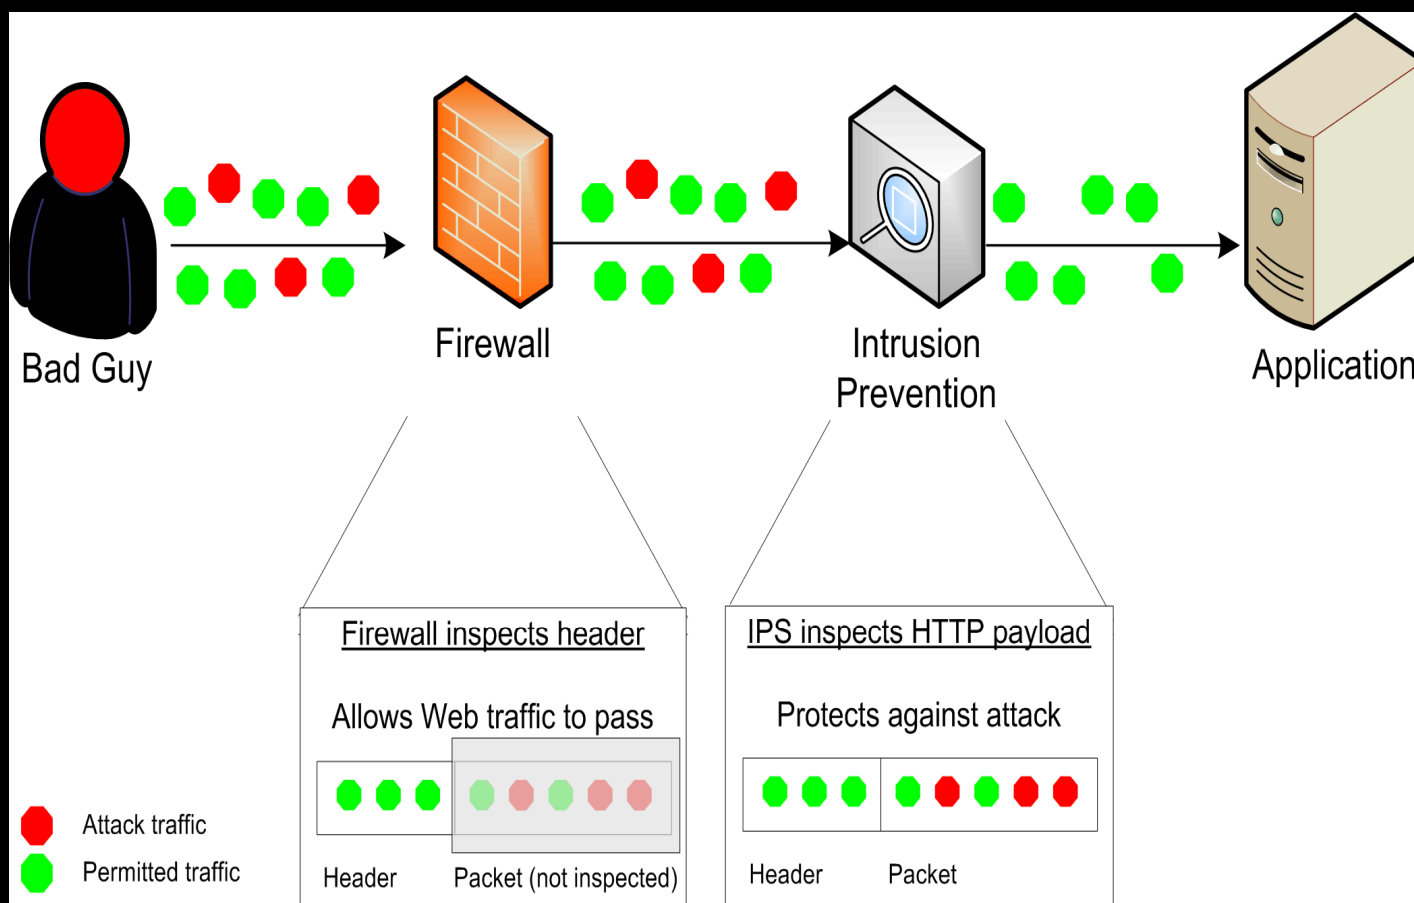 Bad Guy
Firewall
Intrusion
Prevention
Application
Firewall inspects header
Allows Web traffic to pass
Header
Packet (not inspected)
IPS inspects HTTP payload
Protects against attack
Header
Packet
Attack traffic
Permitted traffic